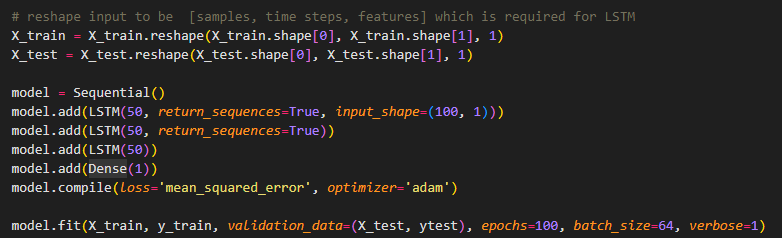 # reshape input to be  [samples, time steps, features] which is required for LSTM
X_train = X_train.reshape(X_train.shape[0], X_train.shape[1], 1)
X_test = X_test.reshape(X_test.shape[0], X_test.shape[1], 1)
model = Sequential()
model.add(LSTM(50, return_sequences=True, input_shape=(100, 1)))
model.add(LSTM(50, return_sequences=True))
model.add(LSTM(50))
model.add(Dense(1))
model.compile(loss='mean_squared_error', optimizer='adam')
model.fit(X_train, y_train, validation_data=(X_test, ytest), epochs=100, batch_size=64, verbose=1)